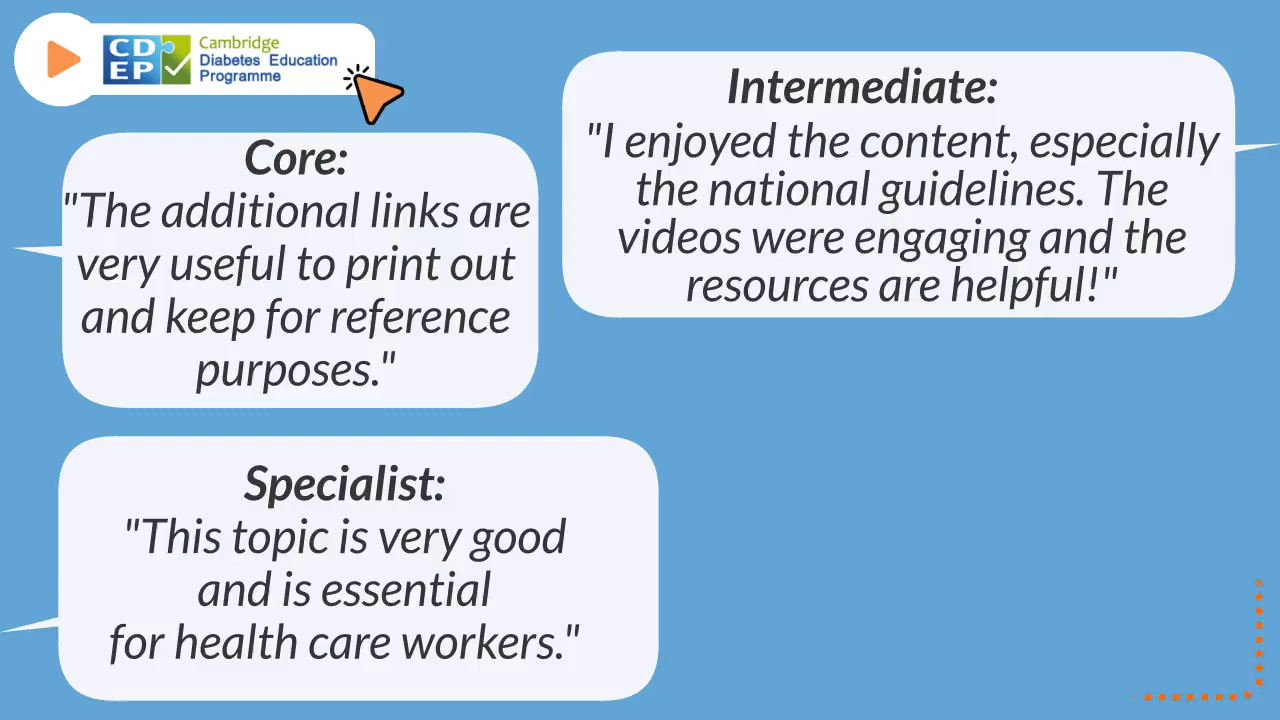 CD
EP
Cambridge
Diabetes Education
Programme
Core:
"The additional links are
very useful to print out
and keep for reference
purposes."
Intermediate:
"I enjoyed the content, especially
the national guidelines. The
videos were engaging and the
resources are helpful!"
Specialist:
"This topic is very good
and is essential
for health care workers."